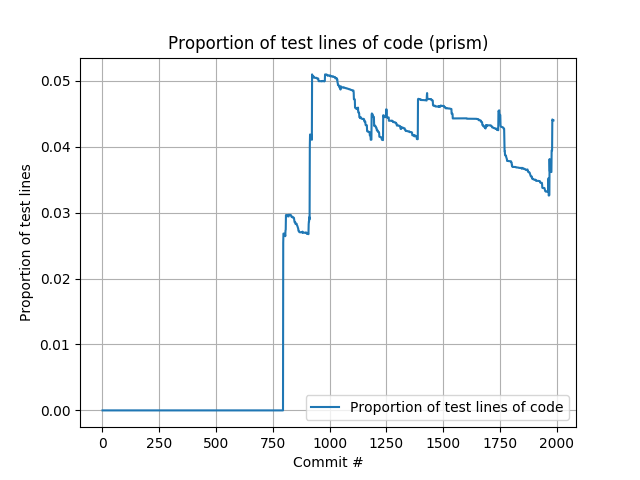 Proportion of test lines of code (prism)
Proportion of test lines
0.05
0.04
0.03
0.02
0.01
0.00
Proportion of test lines of code
0 250 500 750 1000 1250 1500 1750 2000
Commit #